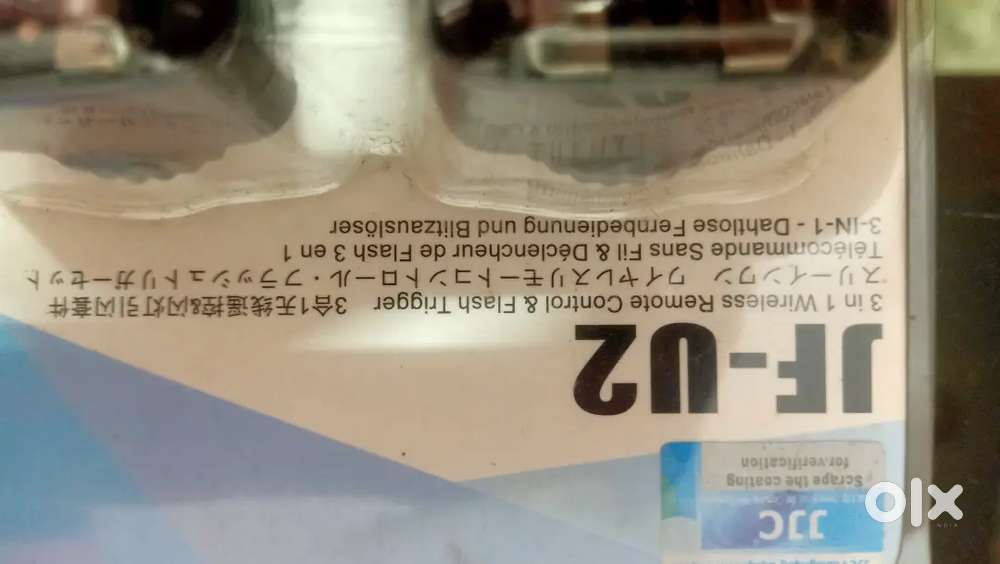 JJC
Scrape the coating
for verification
JF-U2
3 in 1 Wireless Remote Control & Flash Trigger 3合1无线遥控&闪灯引闪套件
スリーインワン ワイヤレスリモートコントロール・フラッシュトリガーセット
Télécommande Sans Fil & Déclencheur de Flash 3 en 1
3-IN-1 - Dahtlose Fernbedienung und Blitzauslöser
olx
INDIA